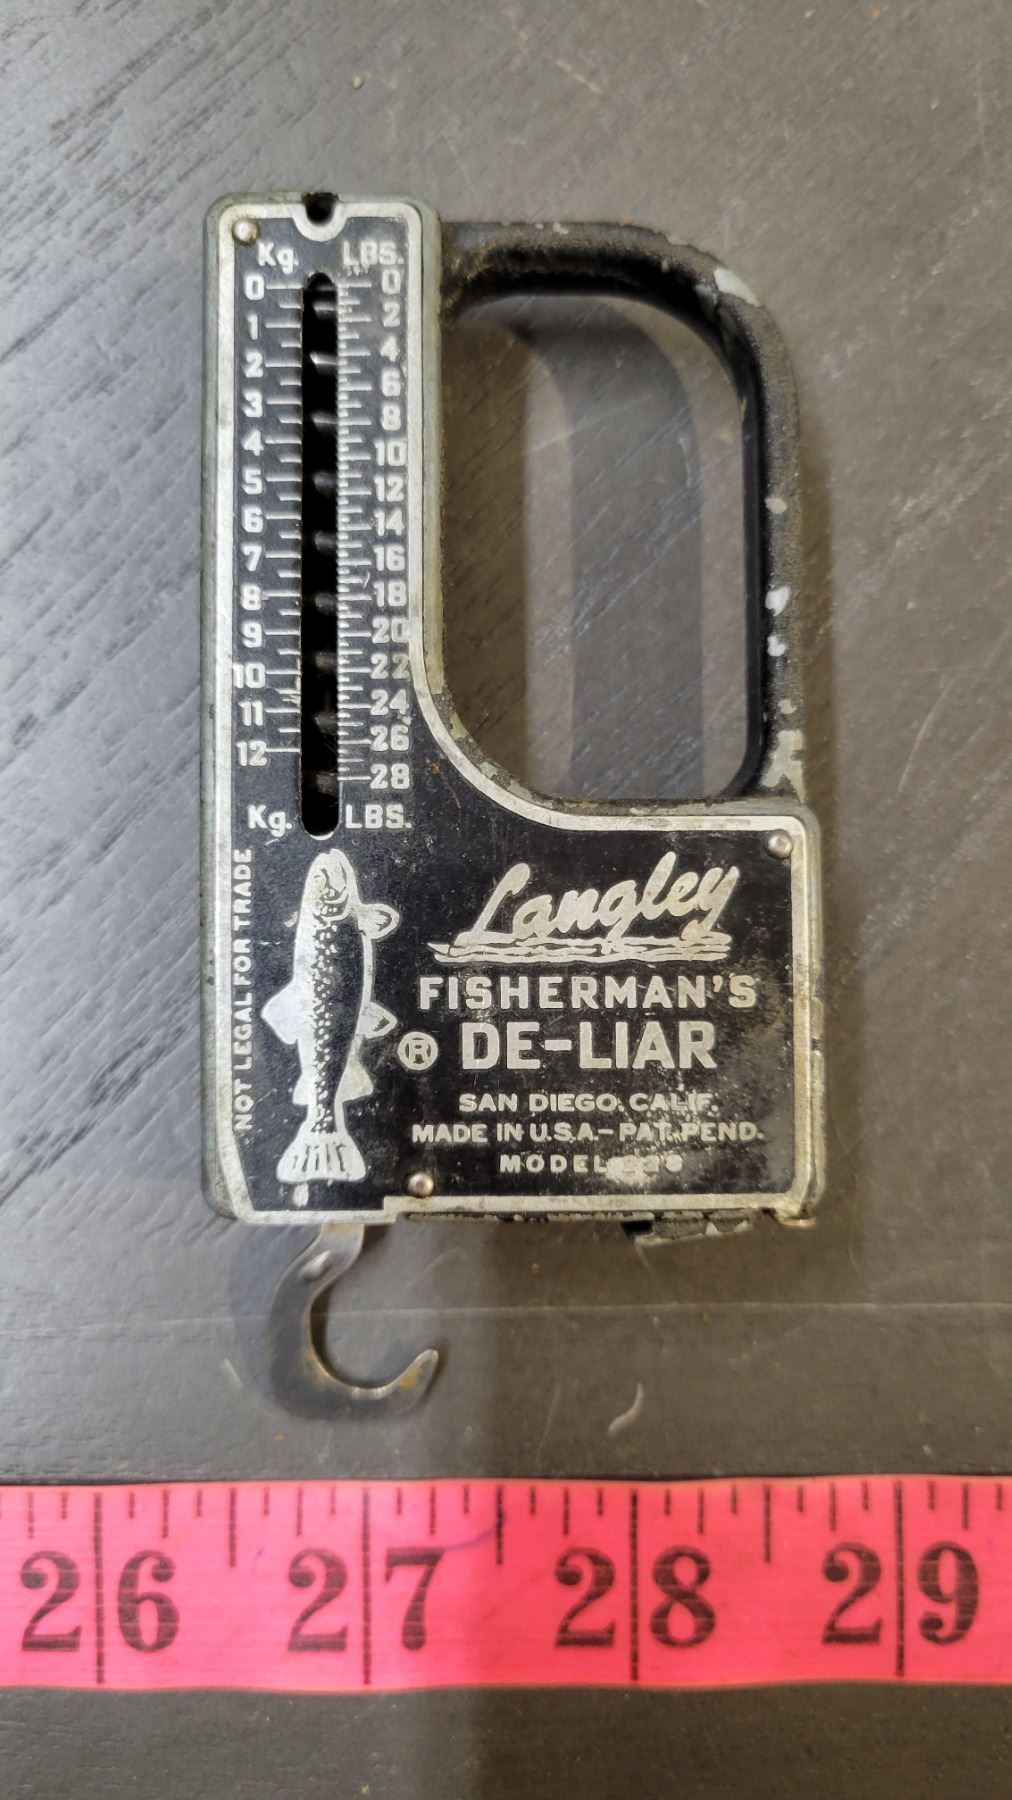 Kg. LBS.
0 0
1 2
2 4
3 6
4 8
5 10
6 12
7 14
8 16
9 18
10 20
11 22
12 24
26
28
Kg. LBS.
NOT LEGAL FOR TRADE
Langley
FISHERMAN'S
® DE-LIAR
SAN DIEGO, CALIF.
MADE IN U.S.A.-PAT. PEND.
MODEL
26 27 28 29